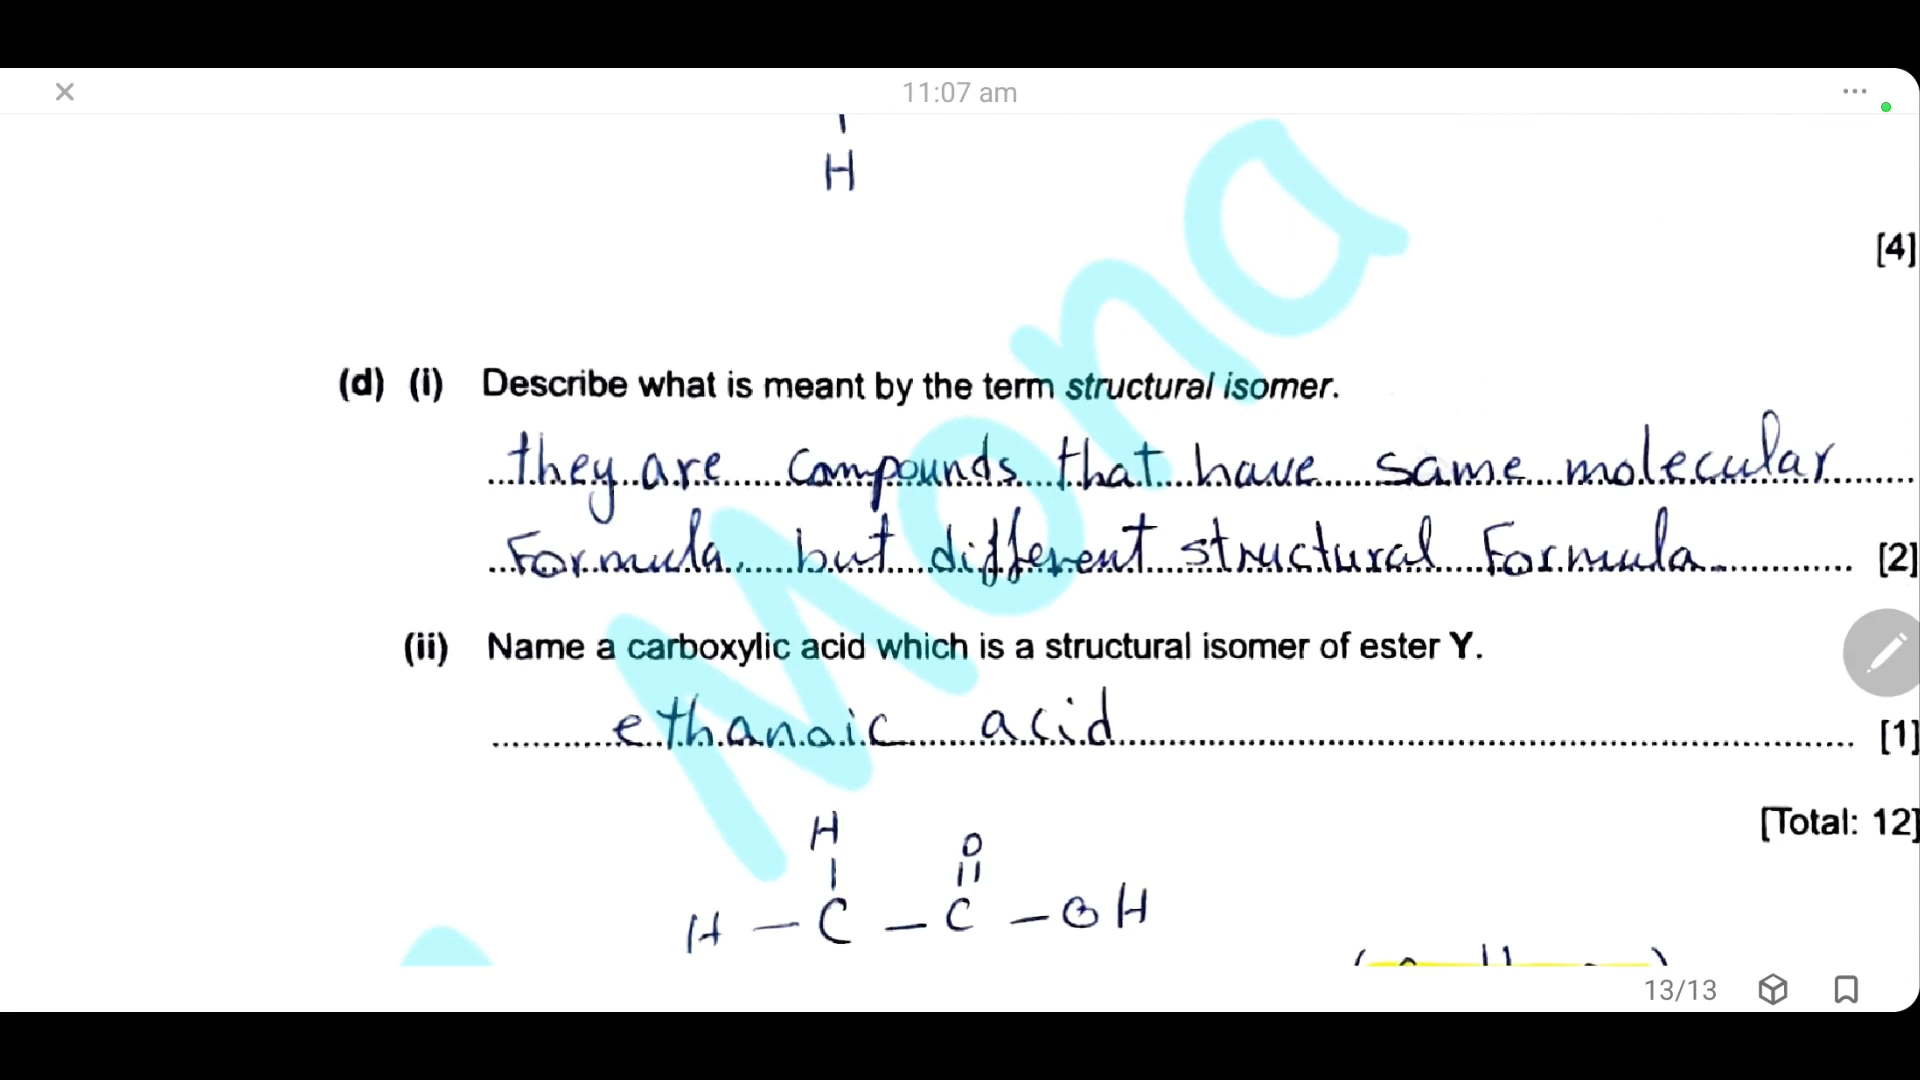 11:07 am
H
[4]
(d) (i) Describe what is meant by the term structural isomer.
they are compounds that have same molecular
Formula, but different structural Formula [2]
(ii) Name a carboxylic acid which is a structural isomer of ester Y.
ethanoic acid [1]
[Total: 12]
H O
H - C - C - OH
Mona
13/13